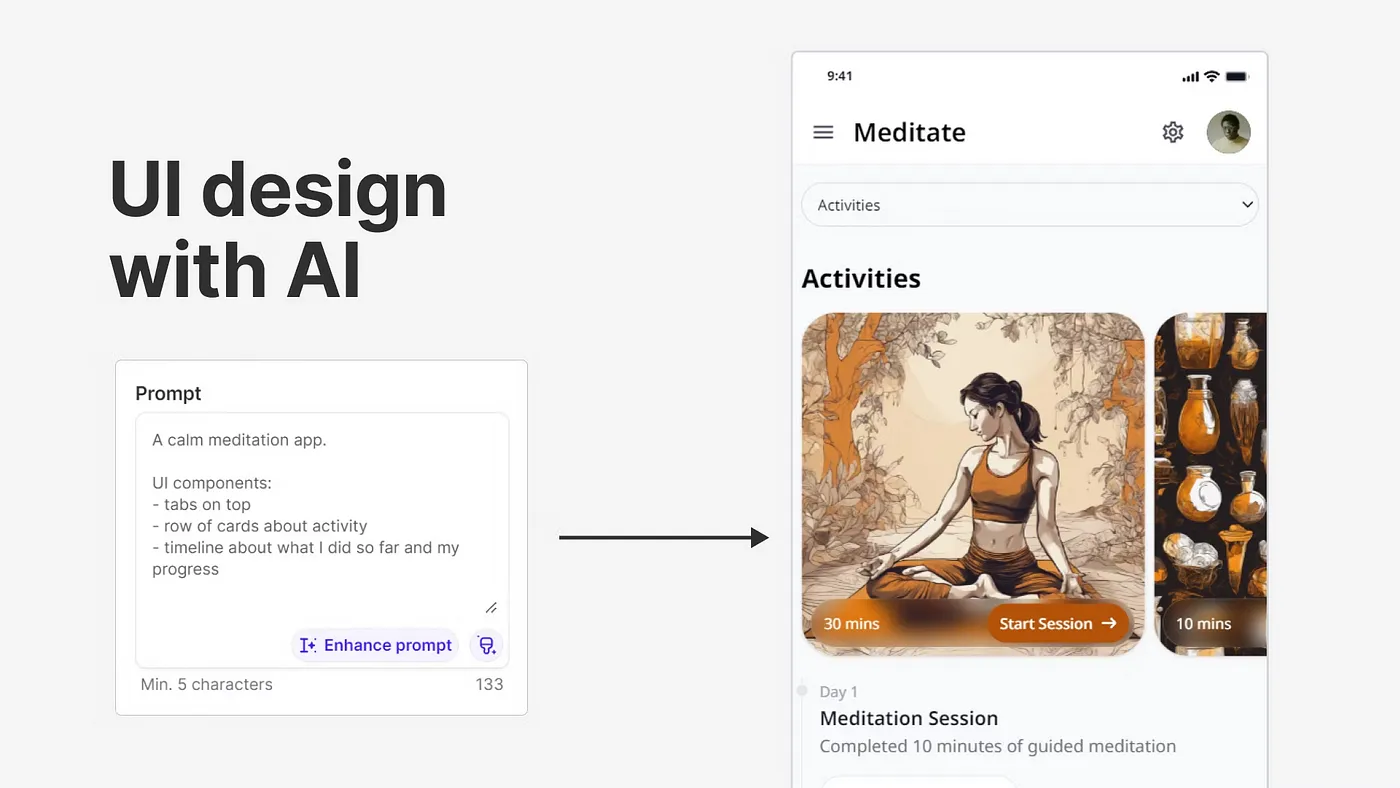 UI design
with AI
Prompt
A calm meditation app.
UI components:
- tabs on top
- row of cards about activity
- timeline about what I did so far and my
progress
Enhance prompt
Min. 5 characters
133
9:41
Meditate
Activities
Activities
30 mins
Start Session →
10 mins
Day 1
Meditation Session
Completed 10 minutes of guided meditation